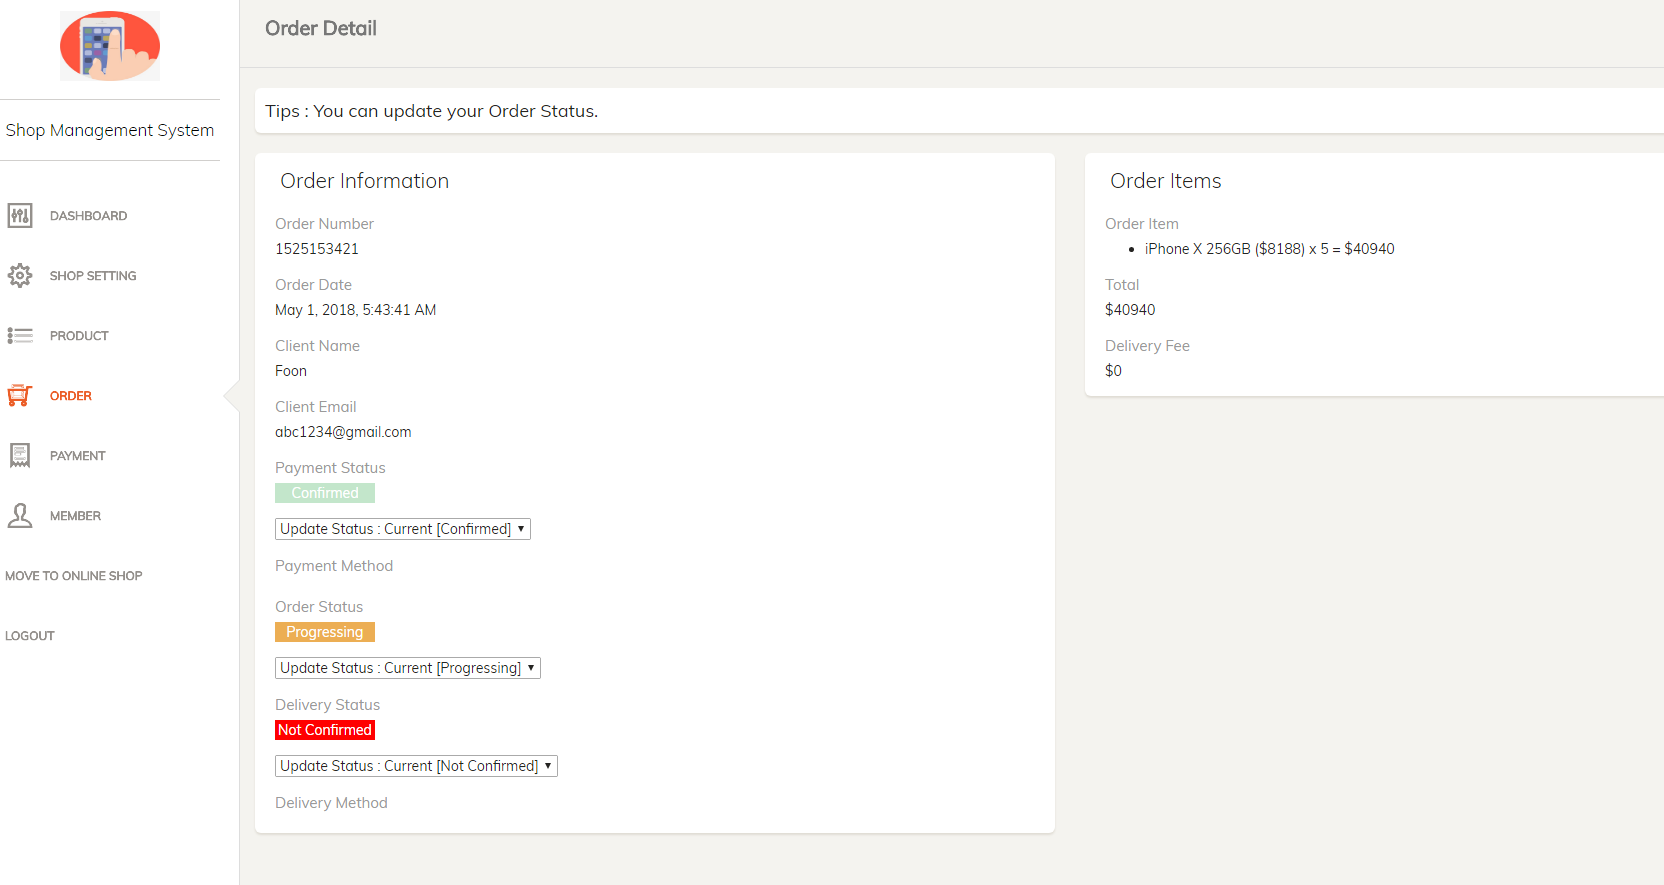 Order Detail
Tips : You can update your Order Status.
Shop Management System
DASHBOARD
SHOP SETTING
PRODUCT
ORDER
PAYMENT
MEMBER
MOVE TO ONLINE SHOP
LOGOUT
Order Information
Order Number
1525153421
Order Date
May 1, 2018, 5:43:41 AM
Client Name
Foon
Client Email
abc1234@gmail.com
Payment Status
Confirmed
Update Status : Current [Confirmed]
Payment Method
Order Status
Progressing
Update Status : Current [Progressing]
Delivery Status
Not Confirmed
Update Status : Current [Not Confirmed]
Delivery Method
Order Items
Order Item
• iPhone X 256GB ($8188) x 5 = $40940
Total
$40940
Delivery Fee
$0